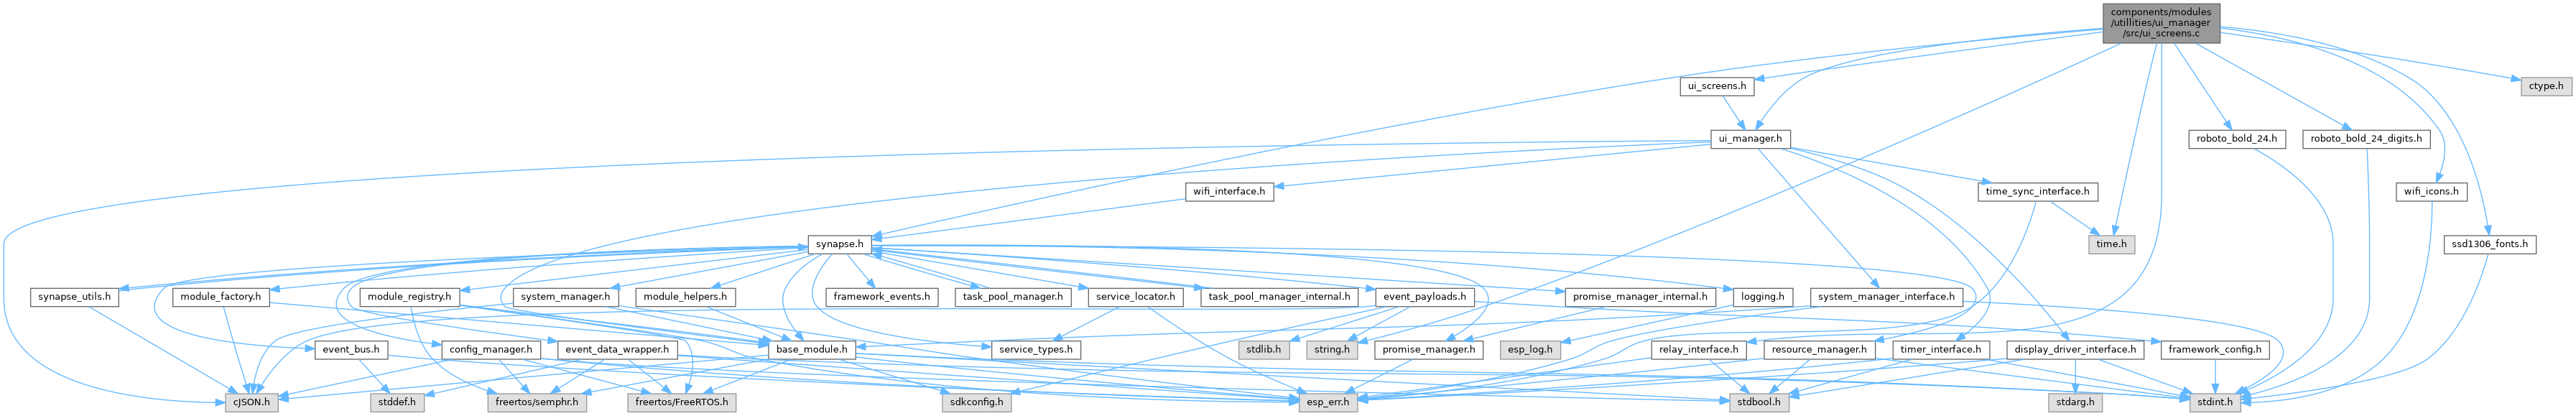 components/modules
/utillities/ui_manager
/src/ui_screens.c
ui_screens.h
ctype.h
ui_manager.h
roboto_bold_24.h
roboto_bold_24_digits.h
wifi_interface.h
time_sync_interface.h
wifi_icons.h
synapse.h
time.h
ssd1306_fonts.h
synapse_utils.h
module_factory.h
module_registry.h
system_manager.h
module_helpers.h
framework_events.h
task_pool_manager.h
service_locator.h
task_pool_manager_internal.h
event_payloads.h
promise_manager_internal.h
logging.h
system_manager_interface.h
event_bus.h
config_manager.h
event_data_wrapper.h
base_module.h
service_types.h
stdlib.h
string.h
promise_manager.h
esp_log.h
relay_interface.h
resource_manager.h
timer_interface.h
display_driver_interface.h
framework_config.h
cJSON.h
stddef.h
freertos/semphr.h
freertos/FreeRTOS.h
sdkconfig.h
esp_err.h
stdbool.h
stdarg.h
stdint.h